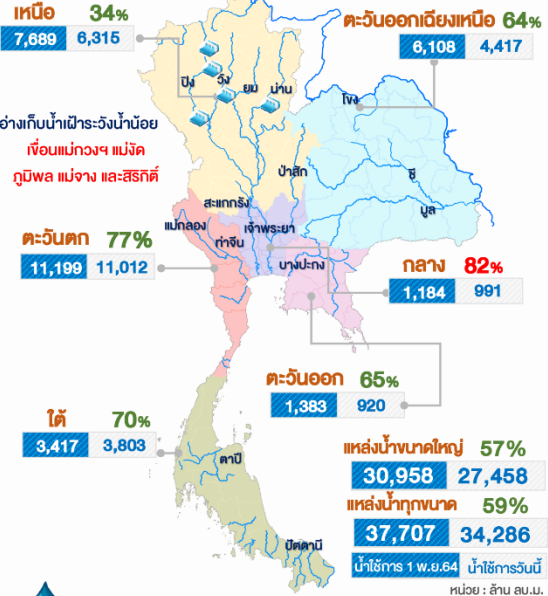 เหนือ 34%
7,689 6,315
ตะวันออกเฉียงเหนือ 64%
6,108 4,417
ปิง
วัง
ยม
น่าน
โขง
อ่างเก็บน้ำเฝ้าระวังน้ำน้อย
เขื่อนแม่กวงฯ แม่งัด
ภูมิพล แม่จาง และสิริกิติ์
ป่าสัก
ชี
มูล
สะแกกรัง
แม่กลอง
ท่าจีน
เจ้าพระยา
บางปะกง
ตะวันตก 77%
11,199 11,012
กลาง 82%
1,184 991
ตะวันออก 65%
1,383 920
ใต้ 70%
3,417 3,803
ตาปี
ปัตตานี
แหล่งน้ำขนาดใหญ่ 57%
30,958 27,458
แหล่งน้ำทุกขนาด 59%
37,707 34,286
น้ำใช้การ 1 พ.ย.64 น้ำใช้การวันนี้
หน่วย : ล้าน ลบ.ม.